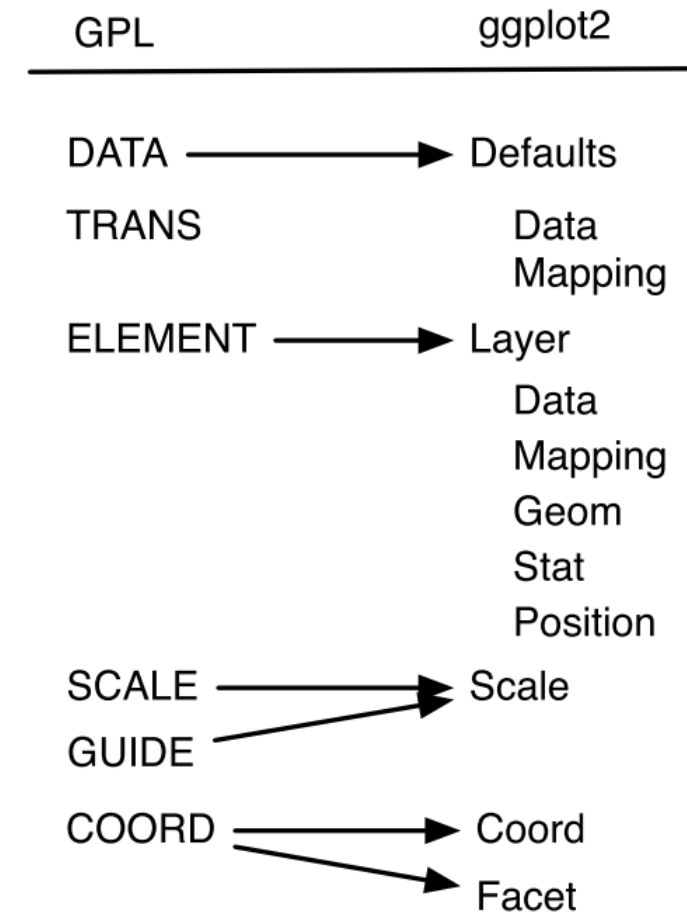 GPL ggplot2
DATA Defaults
TRANS Data
Mapping
ELEMENT Layer
Data
Mapping
Geom
Stat
Position
SCALE Scale
GUIDE
COORD Coord
Facet